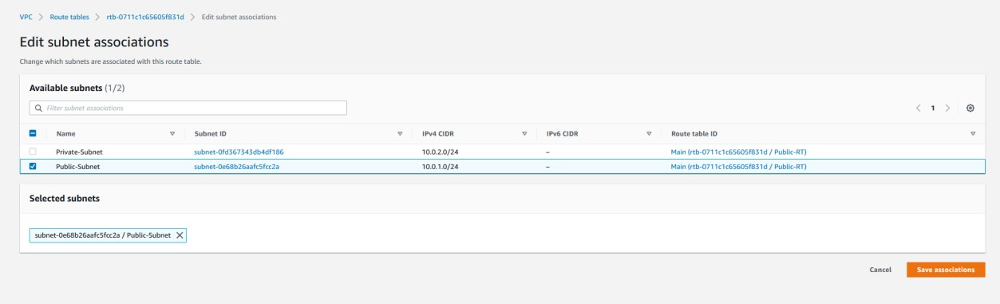 VPC > Route tables > rtb-0711c1c65605f831d > Edit subnet associations
Edit subnet associations
Change which subnets are associated with this route table.
Available subnets (1/2)
Filter subnet associations
< 1 >
Name Subnet ID IPv4 CIDR IPv6 CIDR Route table ID
Private-Subnet subnet-0fd367343db4df186 10.0.2.0/24 – Main (rtb-0711c1c65605f831d / Public-RT)
Public-Subnet subnet-0e68b26aafc5fcc2a 10.0.1.0/24 – Main (rtb-0711c1c65605f831d / Public-RT)
Selected subnets
subnet-0e68b26aafc5fcc2a / Public-Subnet X
Cancel Save associations